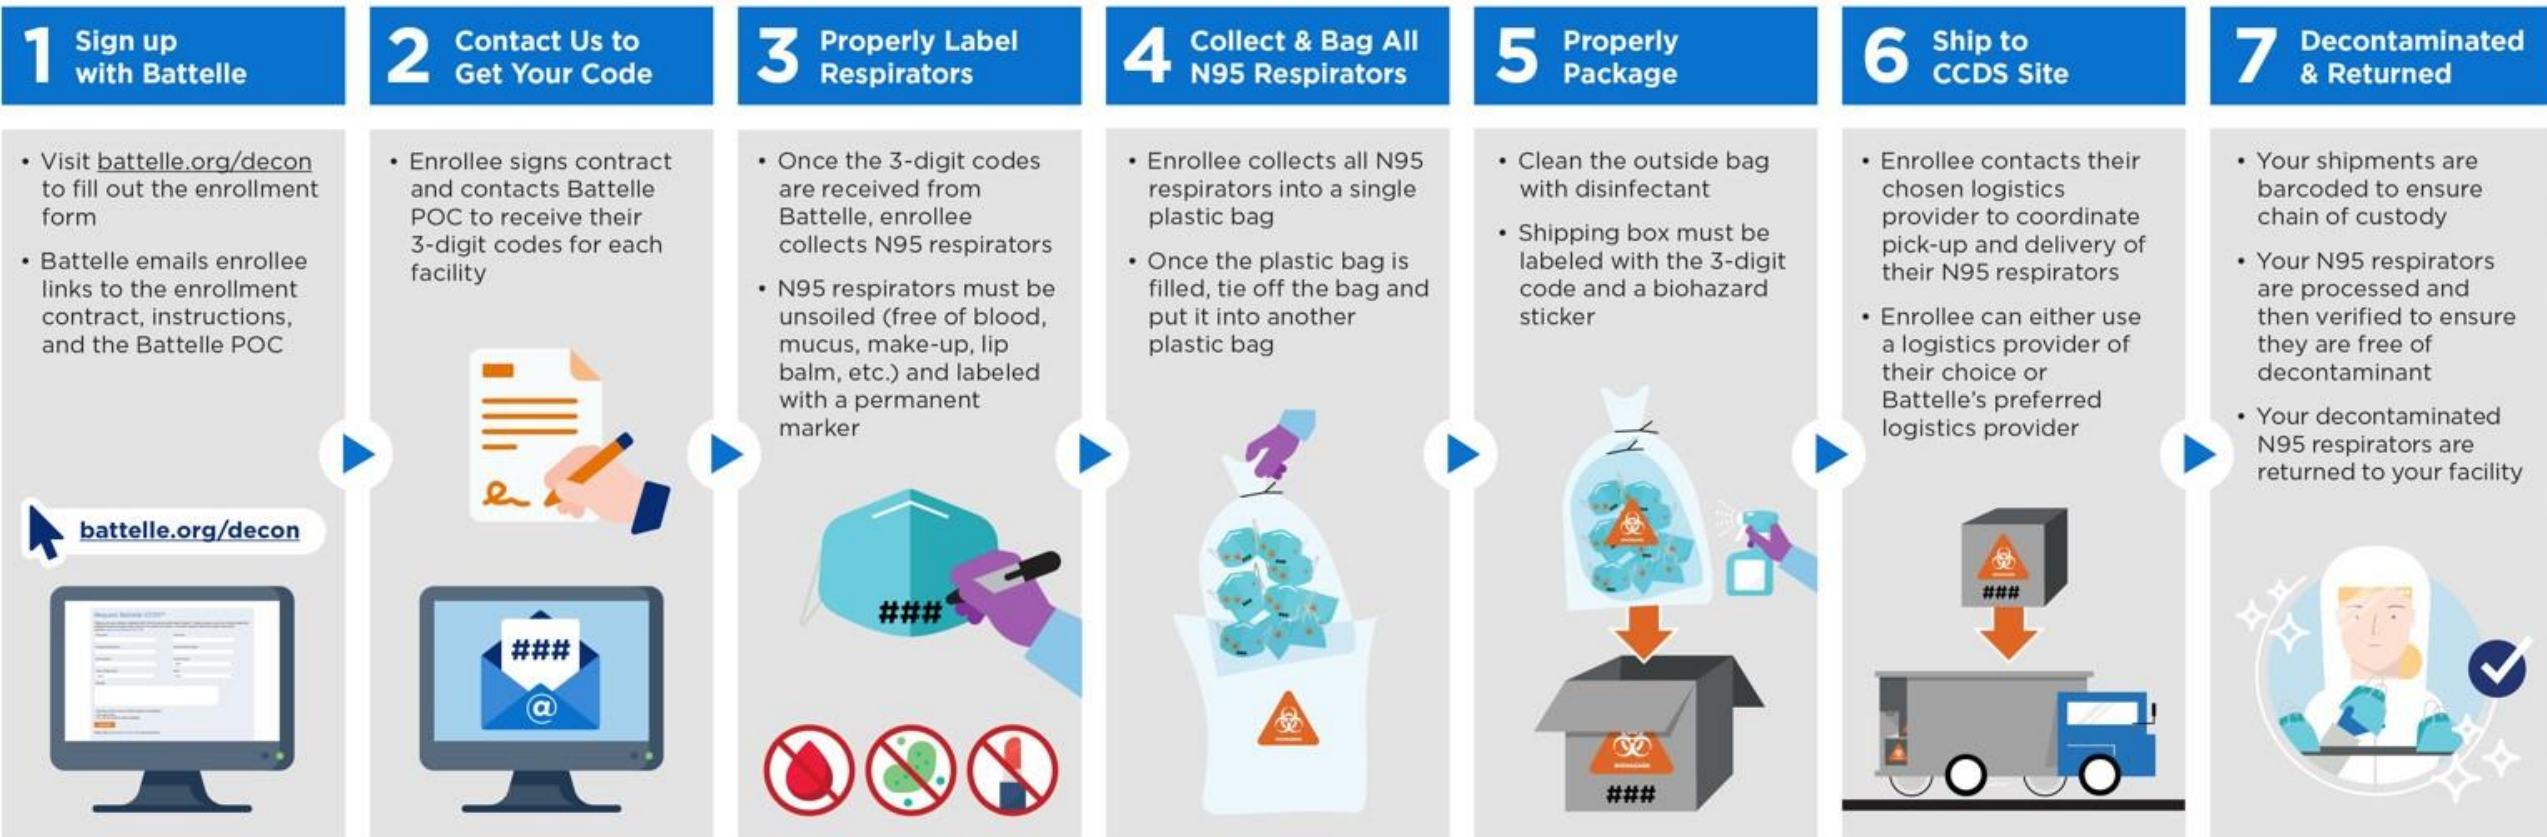 1
Sign up
with Battelle
• Visit battelle.org/decon
to fill out the enrollment
form
• Battelle emails enrollee
links to the enrollment
contract, instructions,
and the Battelle POC
battelle.org/decon
2
Contact Us to
Get Your Code
• Enrollee signs contract
and contacts Battelle
POC to receive their
3-digit codes for each
facility
###
@
3
Properly Label
Respirators
• Once the 3-digit codes
are received from
Battelle, enrollee
collects N95 respirators
• N95 respirators must be
unsoiled (free of blood,
mucus, make-up, lip
balm, etc.) and labeled
with a permanent
marker
###
4
Collect & Bag All
N95 Respirators
• Enrollee collects all N95
respirators into a single
plastic bag
• Once the plastic bag is
filled, tie off the bag and
put it into another
plastic bag
5
Properly
Package
• Clean the outside bag
with disinfectant
• Shipping box must be
labeled with the 3-digit
code and a biohazard
sticker
BIOHAZARD
###
6
Ship to
CCDS Site
• Enrollee contacts their
chosen logistics
provider to coordinate
pick-up and delivery of
their N95 respirators
• Enrollee can either use
a logistics provider of
their choice or
Battelle's preferred
logistics provider
###
7
Decontaminated
& Returned
• Your shipments are
barcoded to ensure
chain of custody
• Your N95 respirators
are processed and
then verified to ensure
they are free of
decontaminant
• Your decontaminated
N95 respirators are
returned to your facility